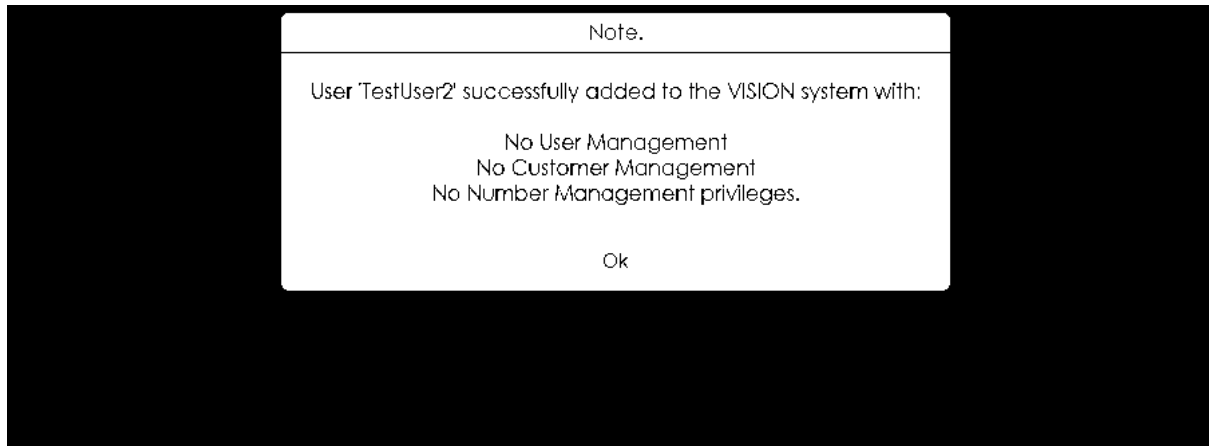 Note.
User 'TestUser2' successfully added to the VISION system with:
No User Management
No Customer Management
No Number Management privileges.
Ok